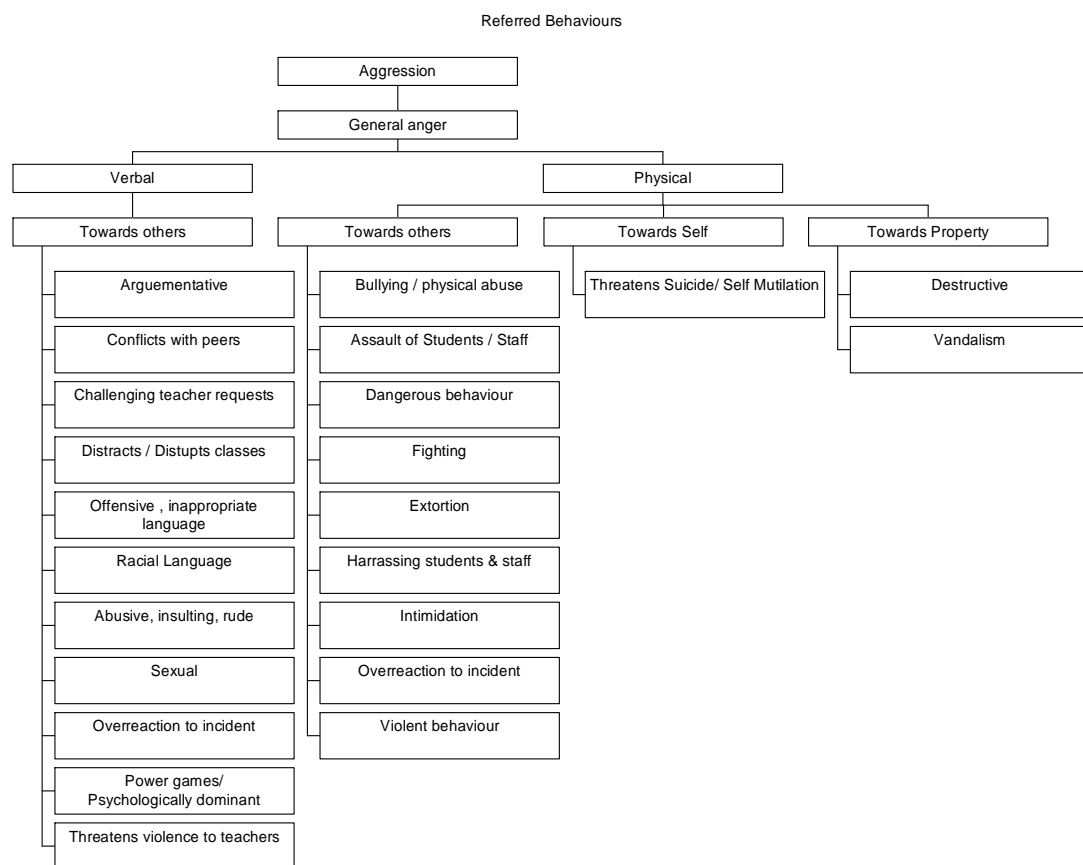 Referred Behaviours
Aggression
General anger
Verbal
Physical
Towards others
Towards others
Towards Self
Towards Property
Arguementative
Conflicts with peers
Challenging teacher requests
Distracts / Distupts classes
Offensive , inappropriate
language
Racial Language
Abusive, insulting, rude
Sexual
Overreaction to incident
Power games/
Psychologically dominant
Threatens violence to teachers
Bullying / physical abuse
Assault of Students / Staff
Dangerous behaviour
Fighting
Extortion
Harrassing students & staff
Intimidation
Overreaction to incident
Violent behaviour
Threatens Suicide/ Self Mutilation
Destructive
Vandalism